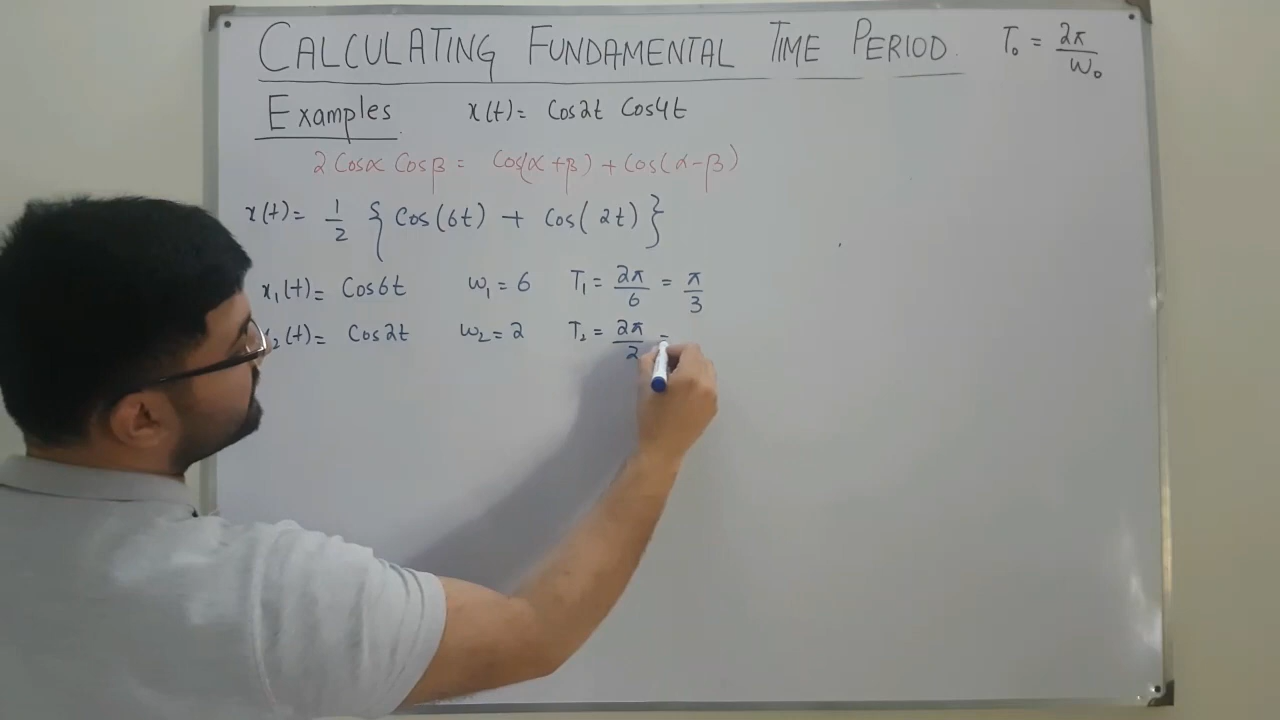 CALCULATING FUNDAMENTAL TIME PERIOD. T₀ = 2π/ω₀
Examples x(t) = Cos2t Cos4t
2 Cosα Cosβ = Cos(α+β) + Cos(α-β)
x(t) = 1/2 { Cos(6t) + Cos(2t) }
x₁(t) = Cos6t ω₁ = 6 T₁ = 2π/6 = π/3
₂(t) = Cos2t ω₂ = 2 T₂ = 2π/2 =